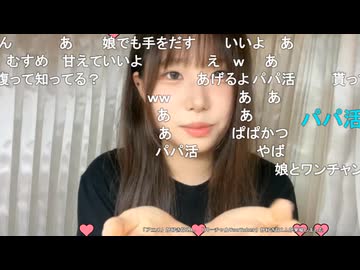 ん　あ　娘でも手をだす　いいよ　あ
むすめ　甘えていいよ　え　w　あ
腹って知ってる？　あげるよ　パパ活　貰っ
ww　あ　あ
あ　あ　パパ活
あ　ぱぱかつ
パパ活　やば
娘とワンチャン